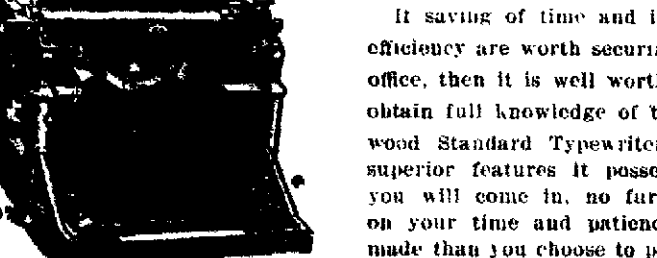 If saving of time and i
efficiency are worth securi
office, then it is well wort
obtain full knowledge of t
wood Standard Typewrite
superior features it posse
you will come in, no fur
on your time and patienc
made than you choose to p